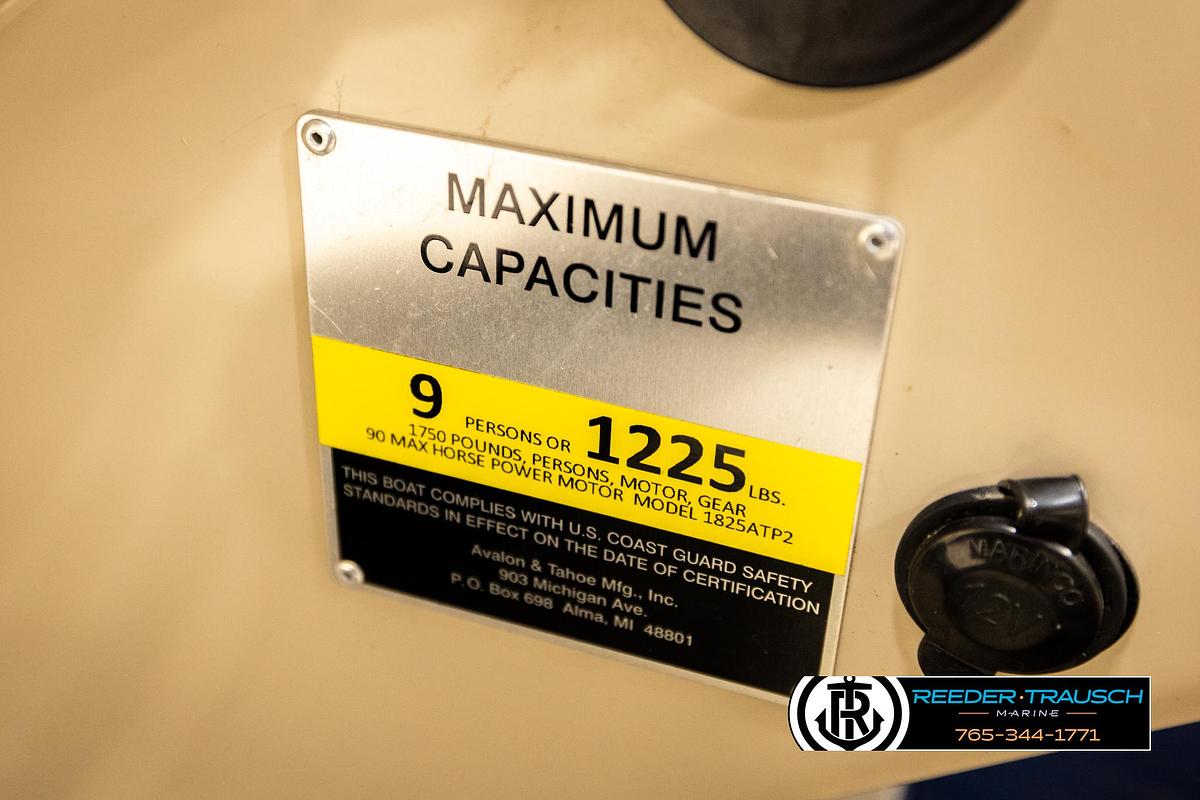 MAXIMUM
CAPACITIES
9 PERSONS OR 1225 LBS.
1750 POUNDS, PERSONS, MOTOR, GEAR
90 MAX HORSE POWER MOTOR MODEL 1825ATP2
THIS BOAT COMPLIES WITH U.S. COAST GUARD SAFETY
STANDARDS IN EFFECT ON THE DATE OF CERTIFICATION
Avalon & Tahoe Mfg., Inc.
903 Michigan Ave.
P.O. Box 698 Alma, MI 48801
MARINCO
12V
TR
REEDER·TRAUSCH
MARINE
765-344-1771